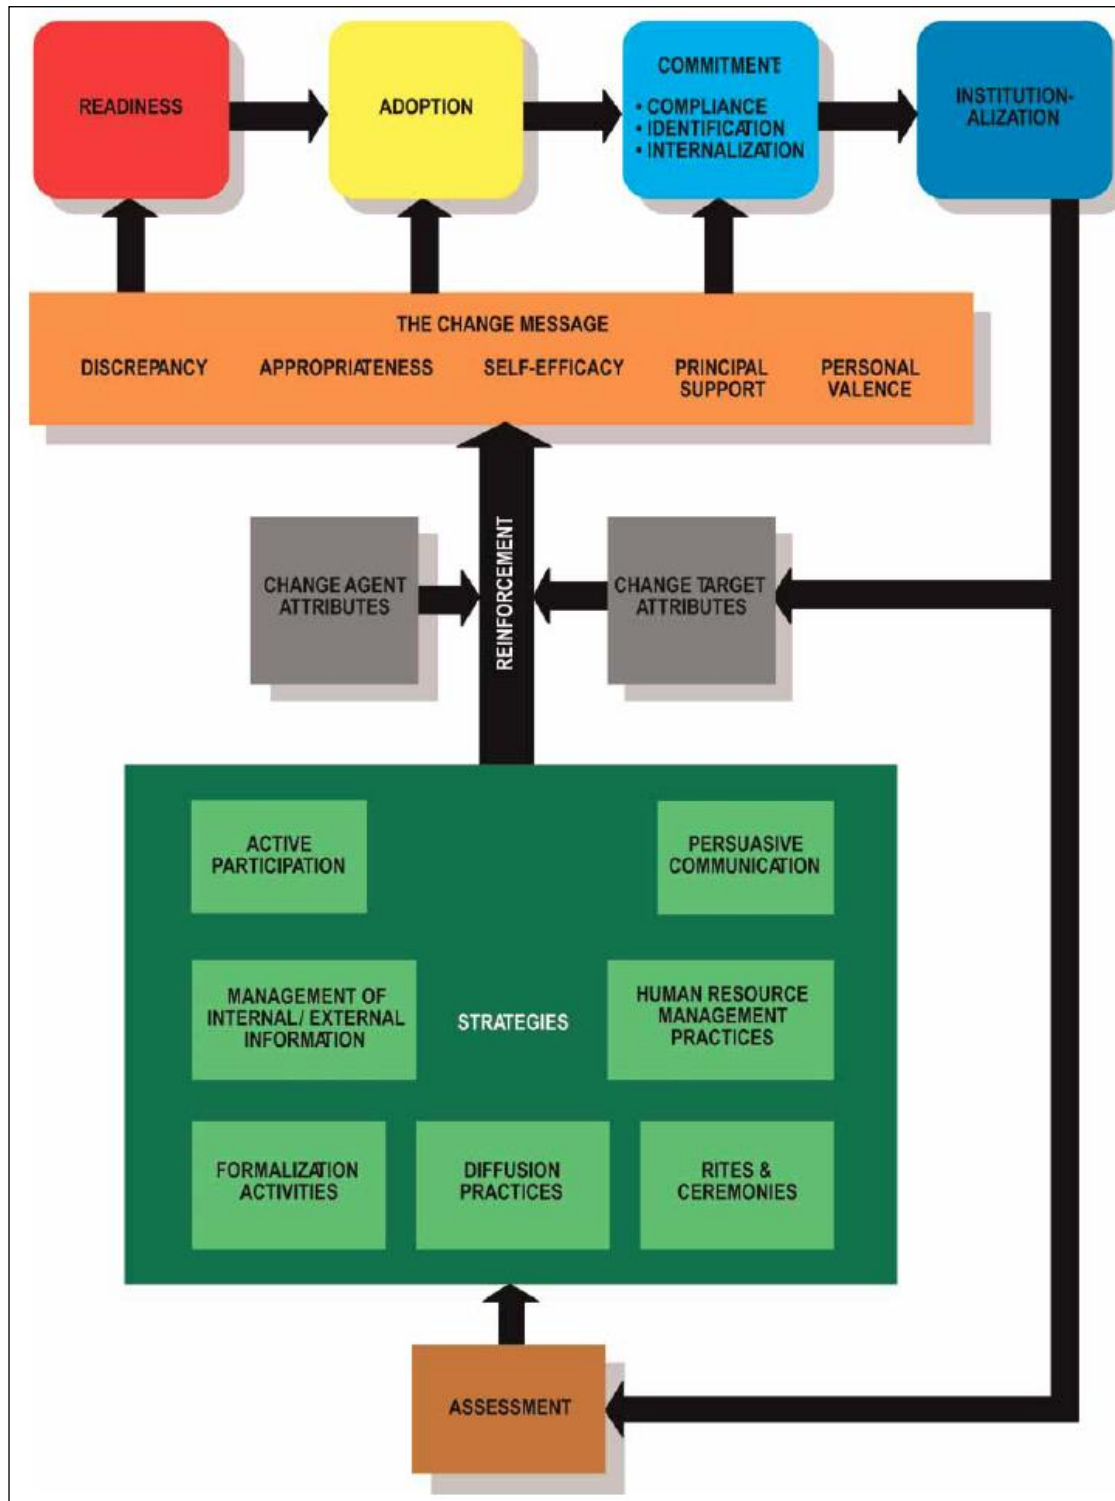 READINESS
ADOPTION
COMMITMENT:
• COMPLIANCE
• IDENTIFICATION
• INTERNALIZATION
INSTITUTION-
ALIZATION
THE CHANGE MESSAGE
DISCREPANCY
APPROPRIATENESS
SELF-EFFICACY
PRINCIPAL
SUPPORT
PERSONAL
VALENCE
REINFORCEMENT
CHANGE AGENT
ATTRIBUTES
CHANGE TARGET
ATTRIBUTES
ACTIVE
PARTICIPATION
PERSUASIVE
COMMUNICATION
MANAGEMENT OF
INTERNAL/ EXTERNAL
INFORMATION
STRATEGIES
HUMAN RESOURCE
MANAGEMENT
PRACTICES
FORMALIZATION
ACTIVITIES
DIFFUSION
PRACTICES
RITES &
CEREMONIES
ASSESSMENT